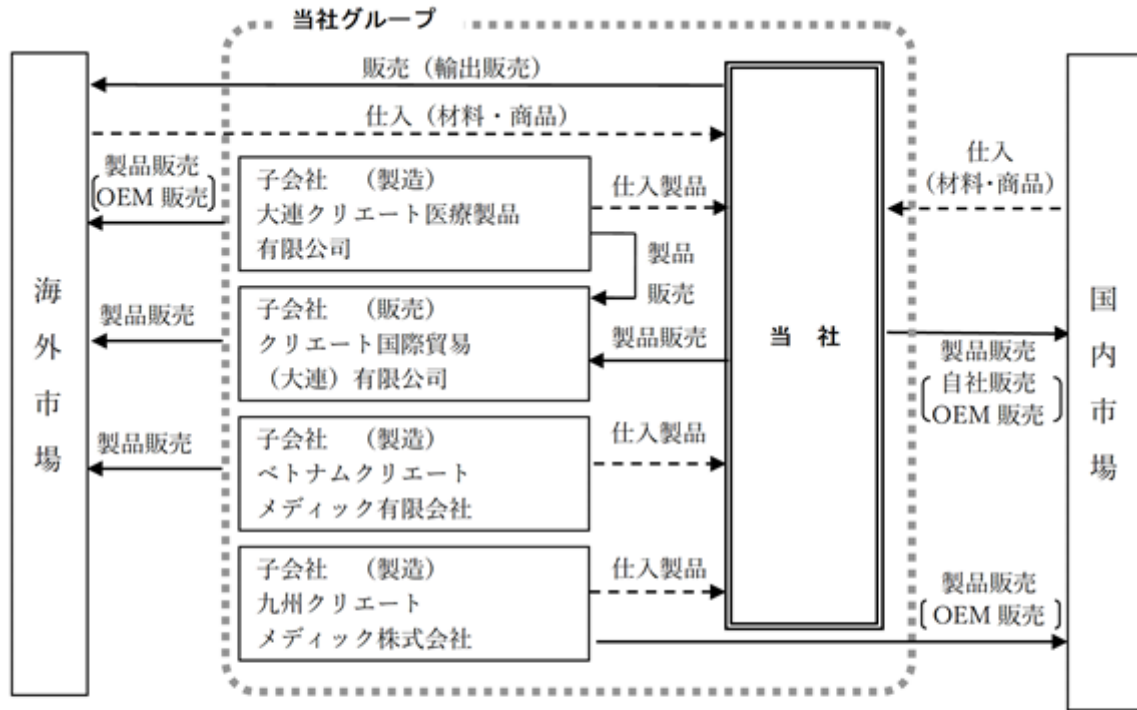 当社グループ
販売（輸出販売）
仕入（材料・商品）
製品販売
OEM 販売
子会社　（製造）
大連クリエート医療製品
有限公司
仕入製品
製品
販売
仕入
（材料・商品）
海外市場
製品販売
子会社　（販売）
クリエート国際貿易
（大連）有限公司
製品販売
当　社
国内市場
製品販売
自社販売
OEM 販売
製品販売
子会社　（製造）
ベトナムクリエート
メディック有限会社
仕入製品
子会社　（製造）
九州クリエート
メディック株式会社
仕入製品
製品販売
OEM 販売